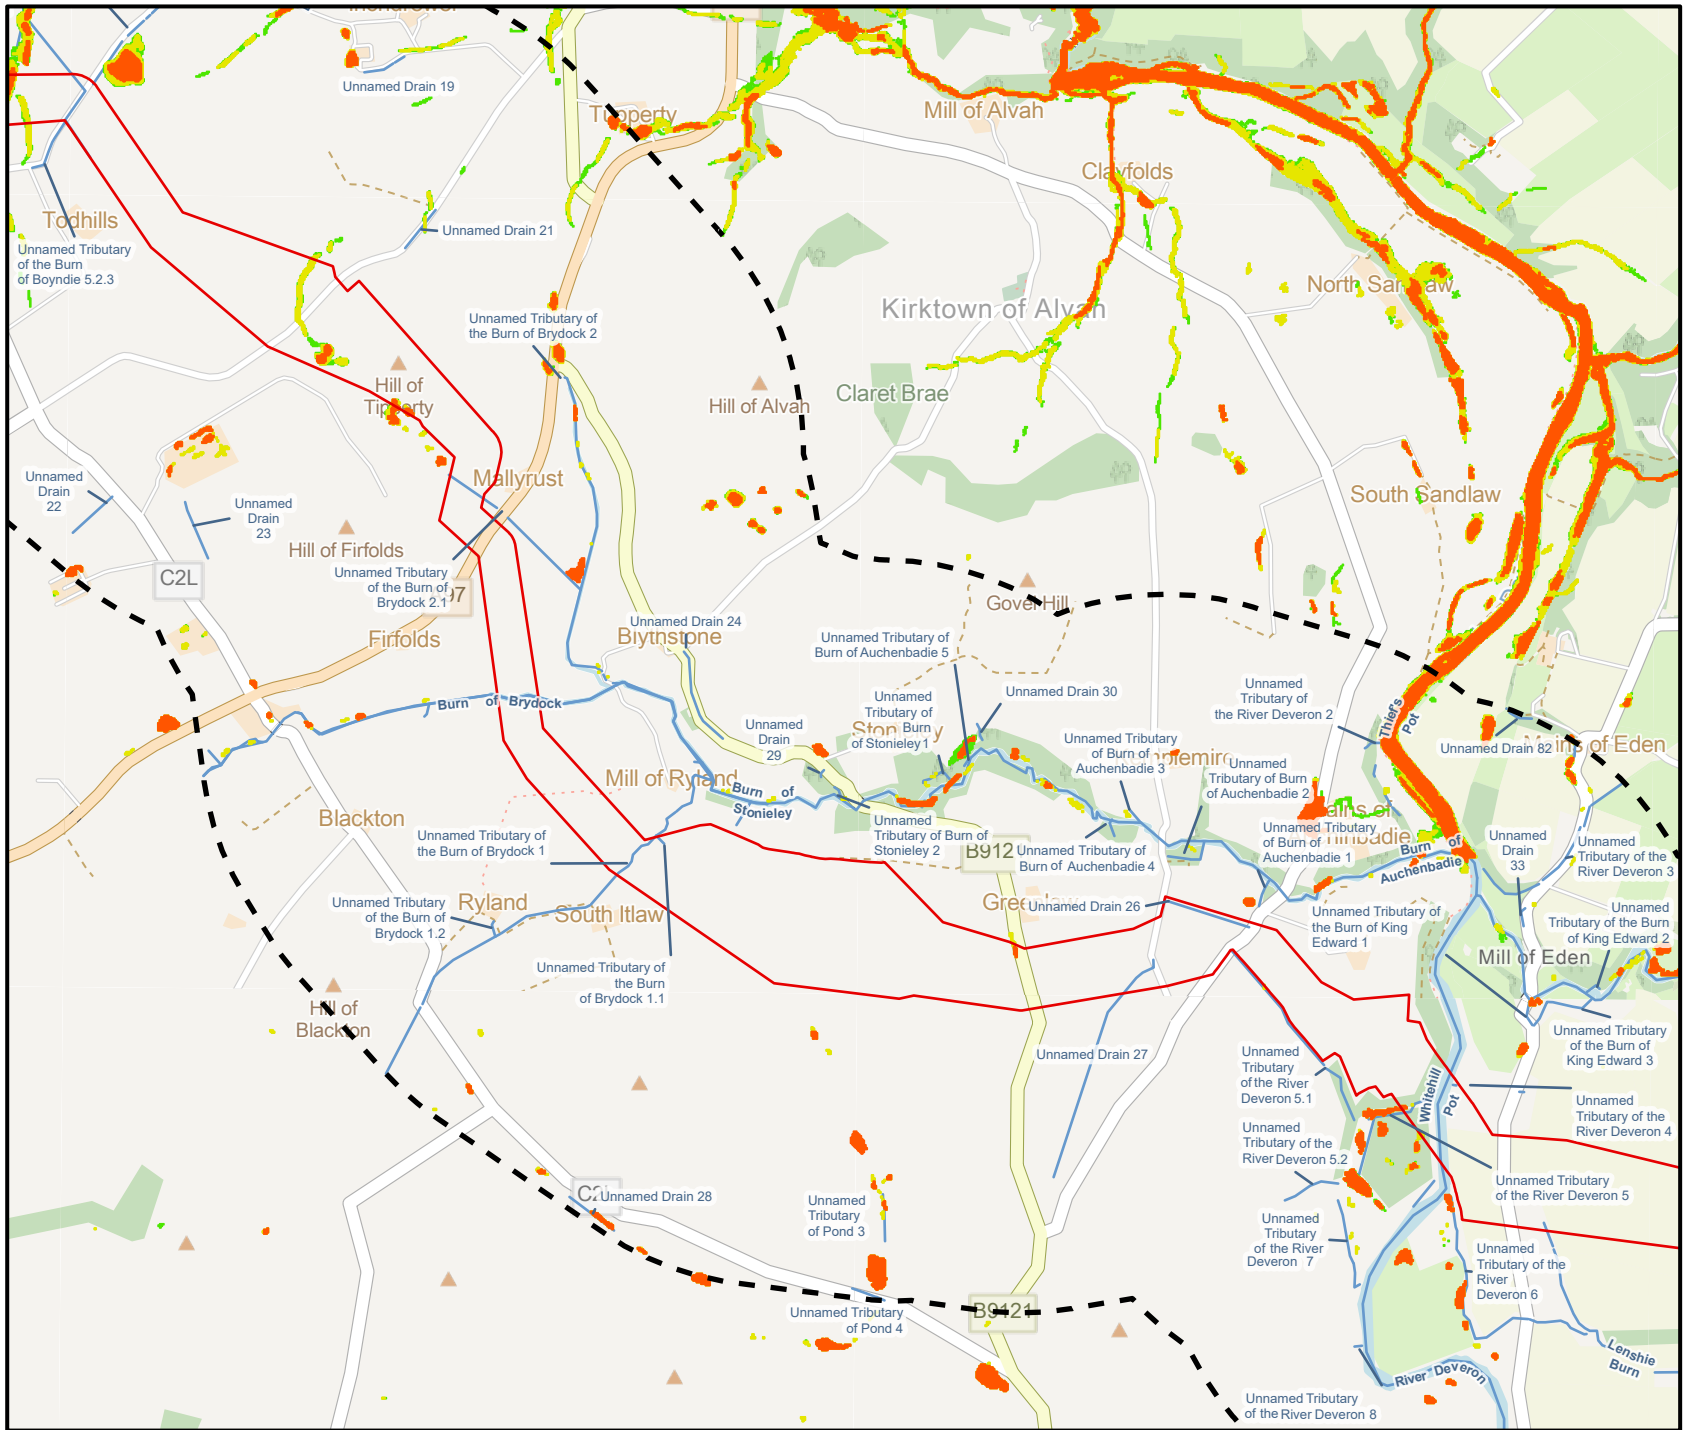 Unnamed Drain 19
Tipperty
Mill of Alvah
Clayfolds
Todhills
Unnamed Tributary
of the Burn
of Boyndie 5.2.3
Unnamed Drain 21
North Sandlaw
Kirktown of Alvah
Unnamed Tributary of
the Burn of Brydock 2
Hill of
Tipperty
Hill of Alvah
Claret Brae
Unnamed
Drain
22
Unnamed
Drain
23
Mallyrust
South Sandlaw
Hill of Firfolds
C2L
Unnamed Tributary
of the Burn of
Brydock 2.1
97
Gover Hill
Firfolds
Unnamed Drain 24
Blythstone
Unnamed Tributary of
Burn of Auchenbadie 5
Burn of Brydock
Unnamed
Tributary of
Burn
of Stonieley 1
Stonieley
Unnamed Drain 30
Unnamed
Tributary of
the River Deveron 2
Thief's
Pot
Unnamed
Drain
29
Unnamed Tributary
of Burn of
Auchenbadie 3
Unnamed
Tributary of Burn
of Auchenbadie 2
Unnamed Drain 82
Mains of Eden
Mill of Ryland
Burn of
Stonieley
Blackton
Unnamed Tributary of
the Burn of Brydock 1
Unnamed
Tributary of Burn of
Stonieley 2
B912
Unnamed Tributary of
Burn of Auchenbadie 4
Unnamed Tributary
of Burn of
Auchenbadie 1
Mains of
Burn of
Auchenbadie
Unnamed
Drain
33
Unnamed
Tributary of the
River Deveron 3
Unnamed Tributary
of the Burn of
Brydock 1.2
Ryland
South Itlaw
Unnamed Drain 26
Unnamed Tributary of
the Burn of King
Edward 1
Unnamed
Tributary of the Burn
of King Edward 2
Mill of Eden
Unnamed Tributary of
the Burn
of Brydock 1.1
Hill of
Blackton
Unnamed Drain 27
Unnamed
Tributary
of the River
Deveron 5.1
Whitehill
Pot
Unnamed Tributary
of the Burn of
King Edward 3
Unnamed
Tributary of the
River Deveron 4
Unnamed
Tributary of the
River Deveron 5.2
Unnamed Tributary
of the River Deveron 5
Unnamed Drain 28
Unnamed
Tributary
of Pond 3
Unnamed
Tributary
of the River
Deveron 7
Unnamed
Tributary of the
River
Deveron 6
Unnamed Tributary
of Pond 4
B9121
Lenshie
Burn
River Deveron
Unnamed Tributary
of the River Deveron 8